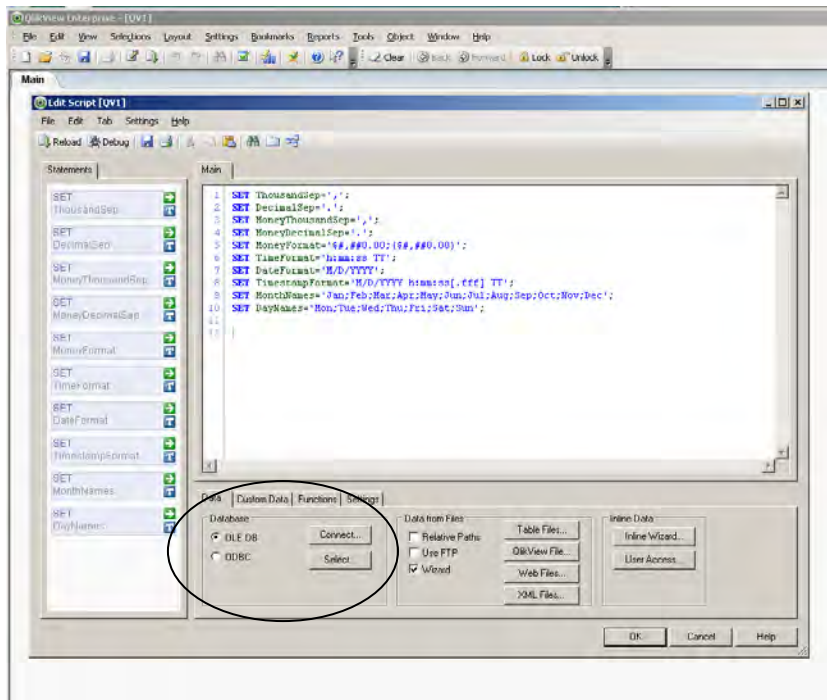 QlikView Enterprise - [QV1]
File Edit View Selections Layout Settings Bookmarks Reports Tools Object Window Help
Clear Back Forward Lock Unlock
Main
Edit Script [QV1]
File Edit Tab Settings Help
Reload Debug
Statements
Main
SET
ThousandSep
SET
DecimalSep
SET
MoneyThousandSep
SET
MoneyDecimalSep
SET
MoneyFormat
SET
TimeFormat
SET
DateFormat
SET
TimestampFormat
SET
MonthNames
SET
DayNames
1 SET ThousandSep=',';
2 SET DecimalSep='.';
3 SET MoneyThousandSep=',';
4 SET MoneyDecimalSep='.';
5 SET MoneyFormat='$#,##0.00;($#,##0.00)';
6 SET TimeFormat='h:mm:ss TT';
7 SET DateFormat='M/D/YYYY';
8 SET TimestampFormat='M/D/YYYY h:mm:ss[.fff] TT';
9 SET MonthNames='Jan;Feb;Mar;Apr;May;Jun;Jul;Aug;Sep;Oct;Nov;Dec';
10 SET DayNames='Mon;Tue;Wed;Thu;Fri;Sat;Sun';
11
12
Data Custom Data Functions Settings
Database
OLE DB
ODBC
Connect...
Select...
Data from Files
Relative Paths
Use FTP
Wizard
Table Files...
QlikView File...
Web Files...
XML Files...
Inline Data
Inline Wizard...
User Access...
OK Cancel Help